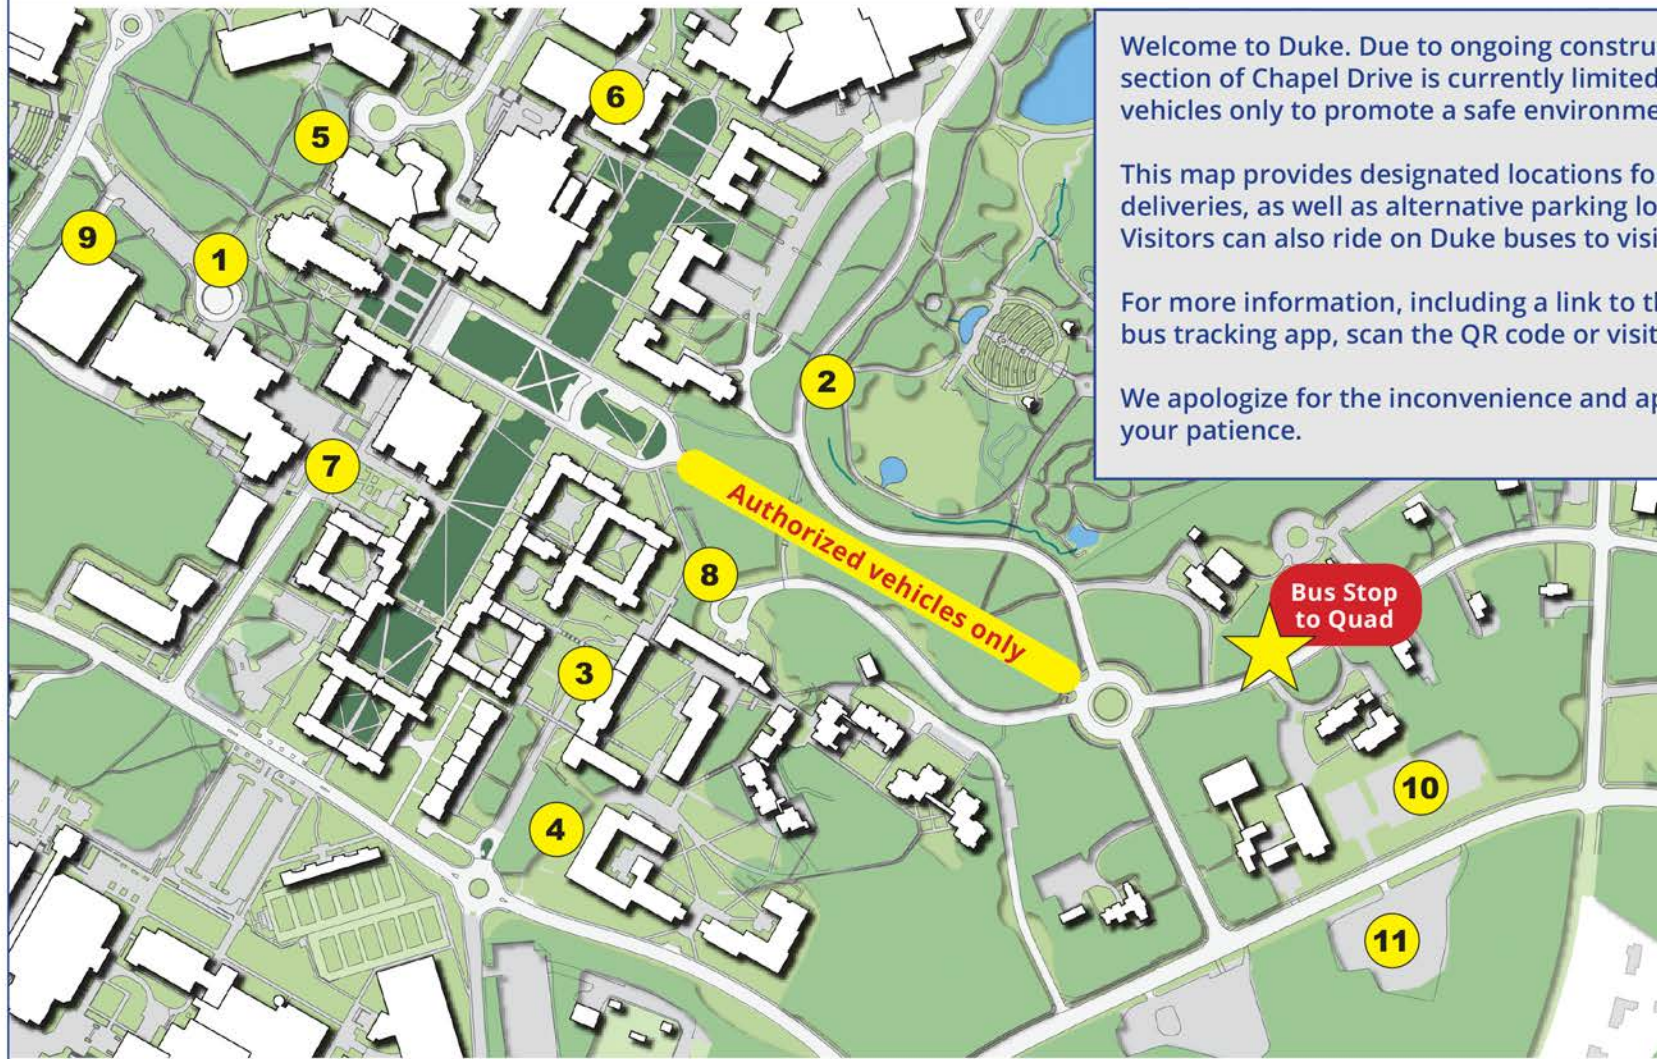 Welcome to Duke. Due to ongoing constru
section of Chapel Drive is currently limited
vehicles only to promote a safe environme
This map provides designated locations fo
deliveries, as well as alternative parking lo
Visitors can also ride on Duke buses to visi
For more information, including a link to th
bus tracking app, scan the QR code or visit
We apologize for the inconvenience and ap
your patience.
6
5
9
1
2
7
Authorized vehicles only
8
Bus Stop
to Quad
3
10
4
11